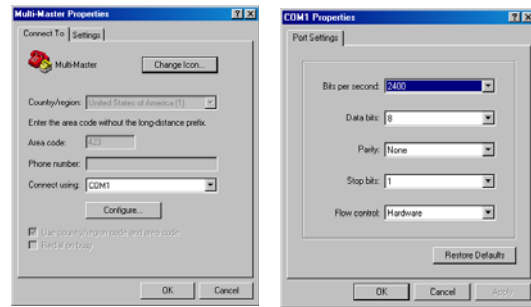 Multi-Master Properties
Connect To
Settings
Multi-Master
Change Icon...
Country/region: United States of America (1)
Enter the area code without the long-distance prefix.
Area code: 423
Phone number:
Connect using: COM1
Configure...
Use country/region code and area code
Redial on busy
OK
Cancel
COM1 Properties
Port Settings
Bits per second: 2400
Data bits: 8
Parity: None
Stop bits: 1
Flow control: Hardware
Restore Defaults
OK
Cancel
Apply